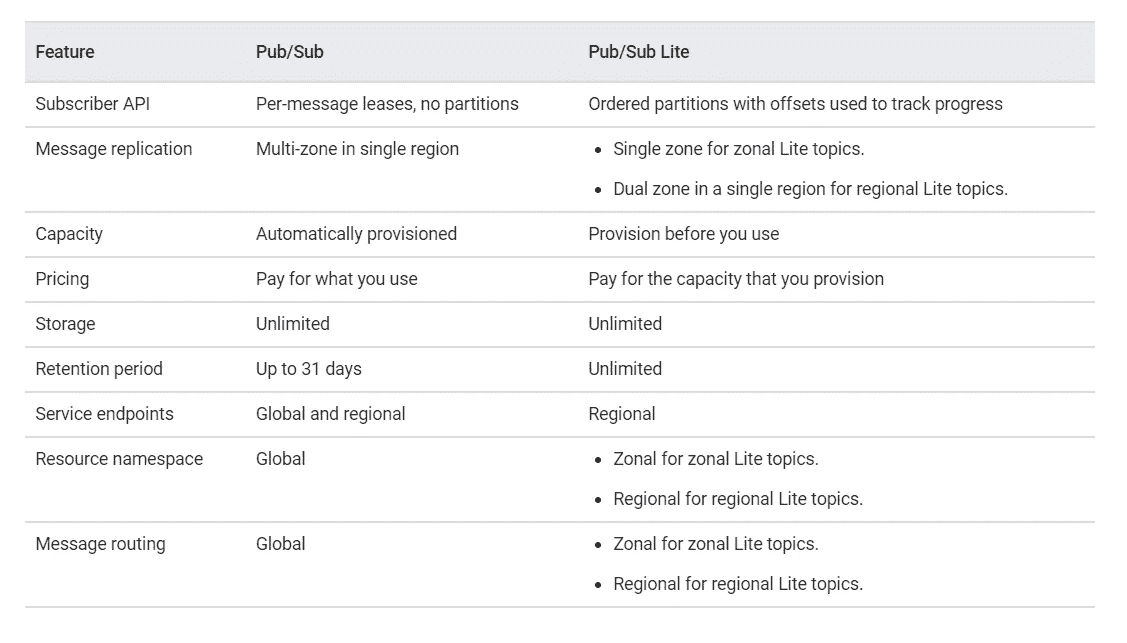 Feature Pub/Sub Pub/Sub Lite
Subscriber API Per-message leases, no partitions Ordered partitions with offsets used to track progress
Message replication Multi-zone in single region • Single zone for zonal Lite topics.
• Dual zone in a single region for regional Lite topics.
Capacity Automatically provisioned Provision before you use
Pricing Pay for what you use Pay for the capacity that you provision
Storage Unlimited Unlimited
Retention period Up to 31 days Unlimited
Service endpoints Global and regional Regional
Resource namespace Global • Zonal for zonal Lite topics.
• Regional for regional Lite topics.
Message routing Global • Zonal for zonal Lite topics.
• Regional for regional Lite topics.